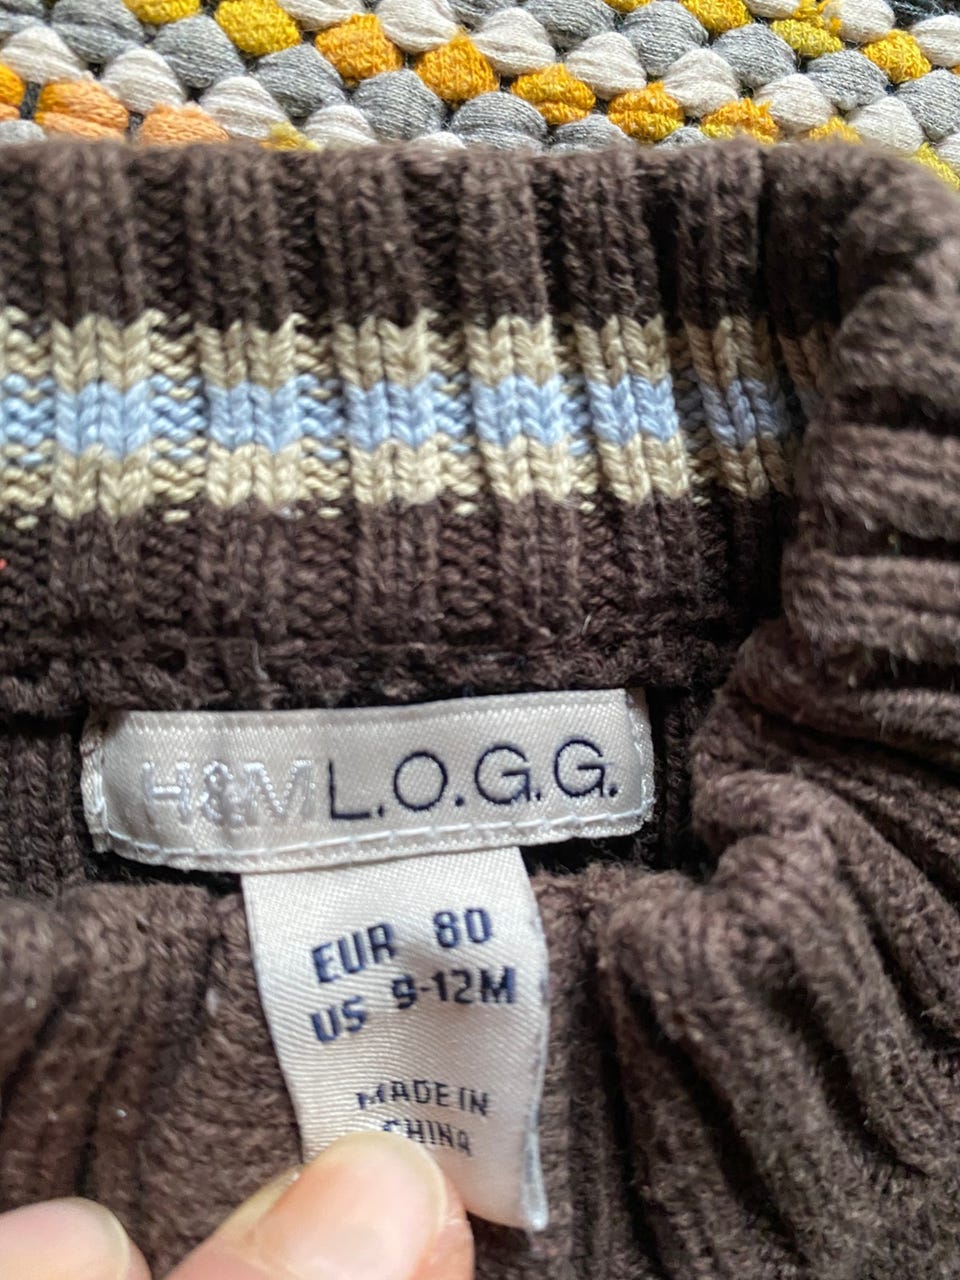 H&M L.O.G.G.
EUR 80
US 9-12M
MADE IN
CHINA